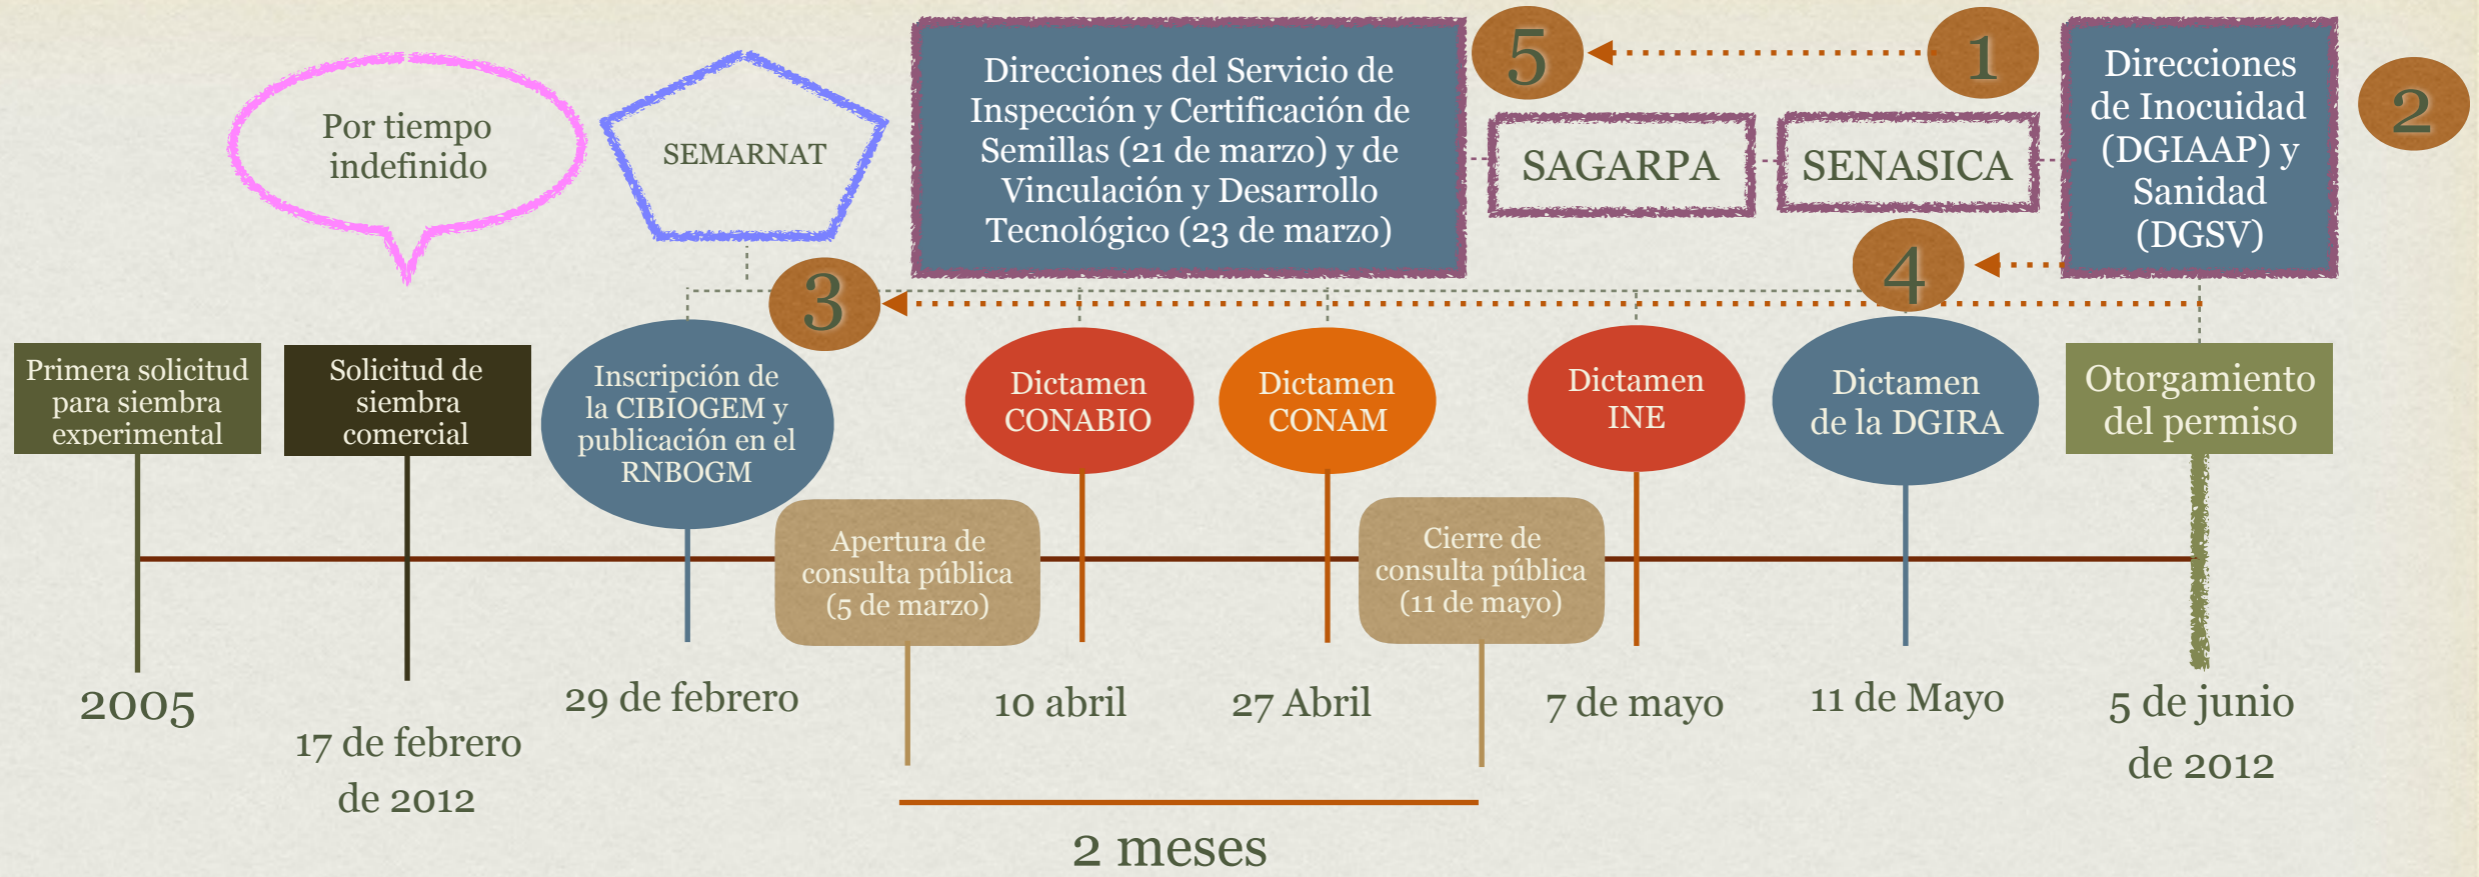 Por tiempo
indefinido
SEMARNAT
Direcciones del Servicio de
Inspección y Certificación de
Semillas (21 de marzo) y de
Vinculación y Desarrollo
Tecnológico (23 de marzo)
5
1
SAGARPA
SENASICA
Direcciones
de Inocuidad
(DGIAAP) y
Sanidad
(DGSV)
2
3
4
Primera solicitud
para siembra
experimental
Solicitud de
siembra
comercial
Inscripción de
la CIBIOGEM y
publicación en el
RNBOGM
Dictamen
CONABIO
Dictamen
CONAM
Dictamen
INE
Dictamen
de la DGIRA
Otorgamiento
del permiso
Apertura de
consulta pública
(5 de marzo)
Cierre de
consulta pública
(11 de mayo)
2005
17 de febrero
de 2012
29 de febrero
10 abril
27 Abril
7 de mayo
11 de Mayo
5 de junio
de 2012
2 meses